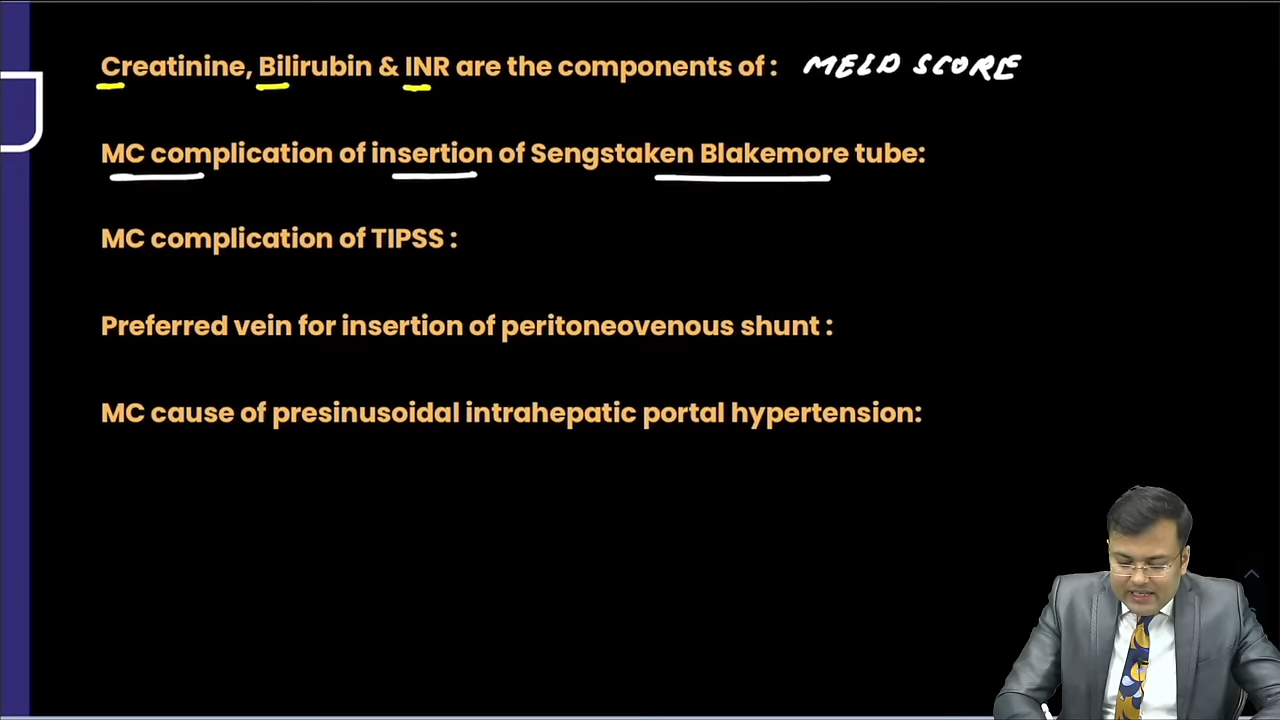 Creatinine, Bilirubin & INR are the components of : MELD SCORE
MC complication of insertion of Sengstaken Blakemore tube:
MC complication of TIPSS :
Preferred vein for insertion of peritoneovenous shunt :
MC cause of presinusoidal intrahepatic portal hypertension: